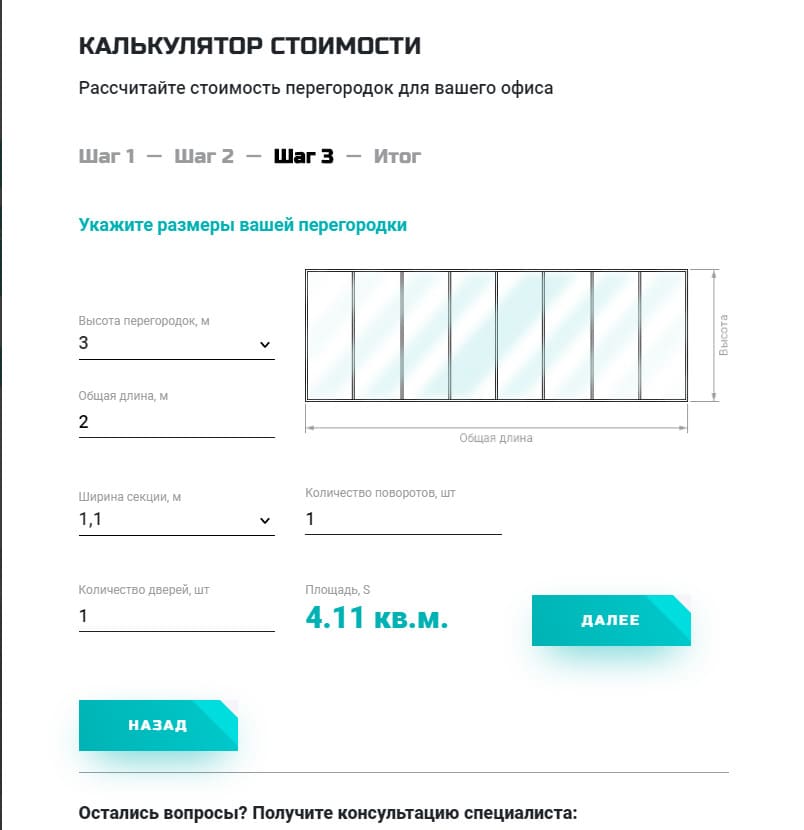 КАЛЬКУЛЯТОР СТОИМОСТИ
Рассчитайте стоимость перегородок для вашего офиса
Шаг 1 — Шаг 2 — Шаг 3 — Итог
Укажите размеры вашей перегородки
Высота перегородок, м
3
Высота
Общая длина, м
2
Общая длина
Ширина секции, м
1,1
Количество поворотов, шт
1
Количество дверей, шт
1
Площадь, S
4.11 кв.м.
ДАЛЕЕ
НАЗАД
Остались вопросы? Получите консультацию специалиста: